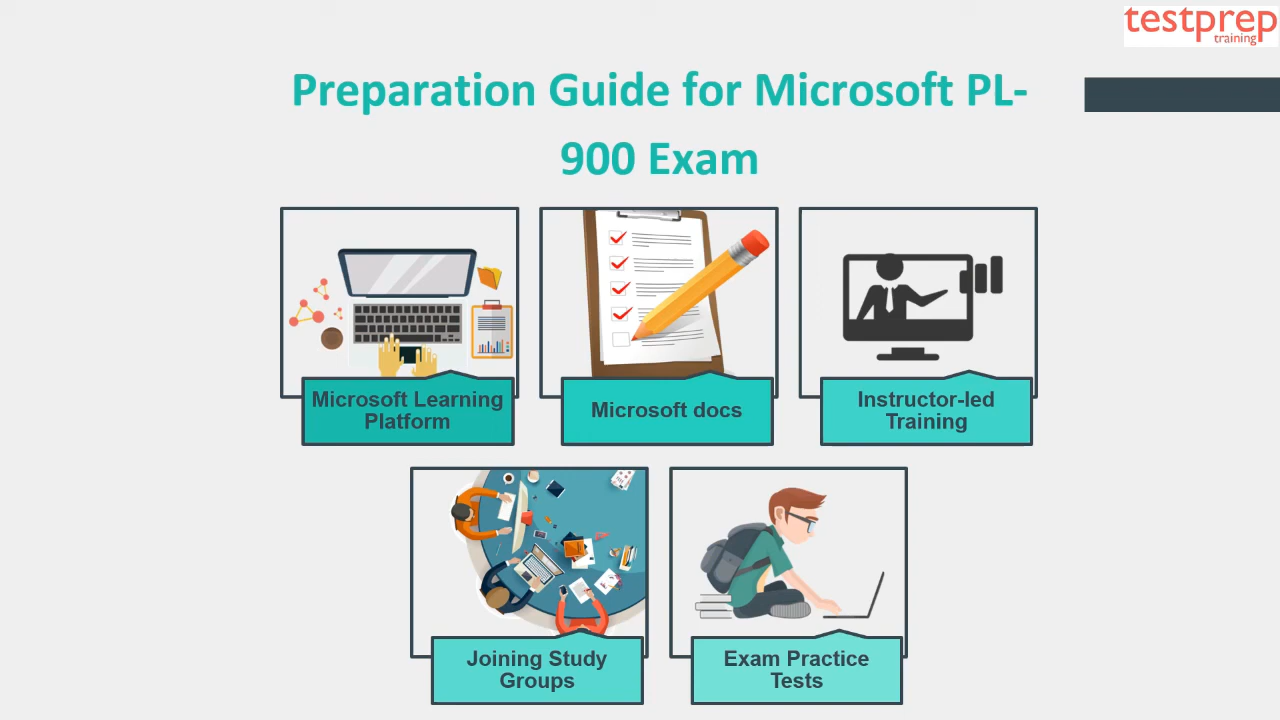 testprep
training
Preparation Guide for Microsoft PL-
900 Exam
Microsoft Learning
Platform
Microsoft docs
Instructor-led
Training
Joining Study
Groups
Exam Practice
Tests